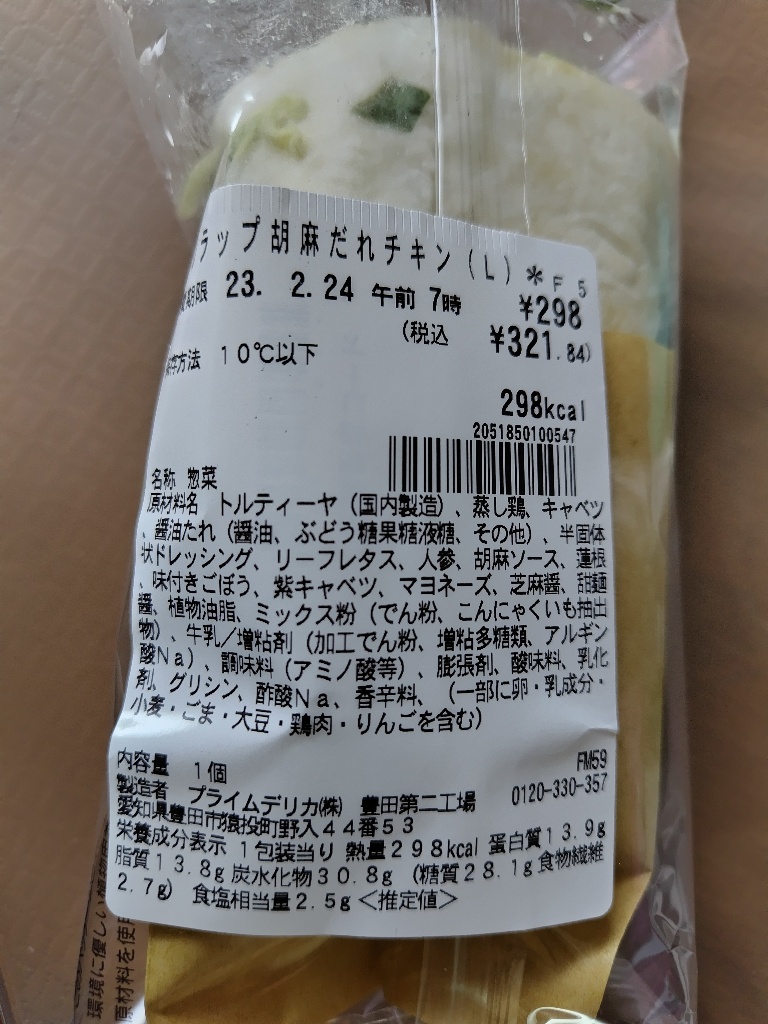 ラップ胡麻だれチキン(L)＊F5
期限 23. 2.24 午前 7時 ¥298
(税込 ¥321.84)
方法 10℃以下
298kcal
2051850100547
名称 惣菜
原材料名 トルティーヤ（国内製造）、蒸し鶏、キャベツ
、醤油たれ（醤油、ぶどう糖果糖液糖、その他）、半固体
状ドレッシング、リーフレタス、人参、胡麻ソース、蓮根
、味付きごぼう、紫キャベツ、マヨネーズ、芝麻醤、甜麺
醤、植物油脂、ミックス粉（でん粉、こんにゃくいも抽出
物）、牛乳／増粘剤（加工でん粉、増粘多糖類、アルギン
酸Na）、調味料（アミノ酸等）、膨張剤、酸味料、乳化
剤、グリシン、酢酸Na、香辛料、（一部に卵・乳成分・
小麦・ごま・大豆・鶏肉・りんごを含む）
内容量 1個 FM59
製造者 プライムデリカ㈱ 豊田第二工場 0120-330-357
愛知県豊田市猿投町野入44番53
栄養成分表示 1包装当り 熱量298kcal 蛋白質13.9g
脂質13.8g 炭水化物30.8g (糖質28.1g 食物繊維
2.7g) 食塩相当量2.5g <推定値>
環境に優しい
原材料を使用